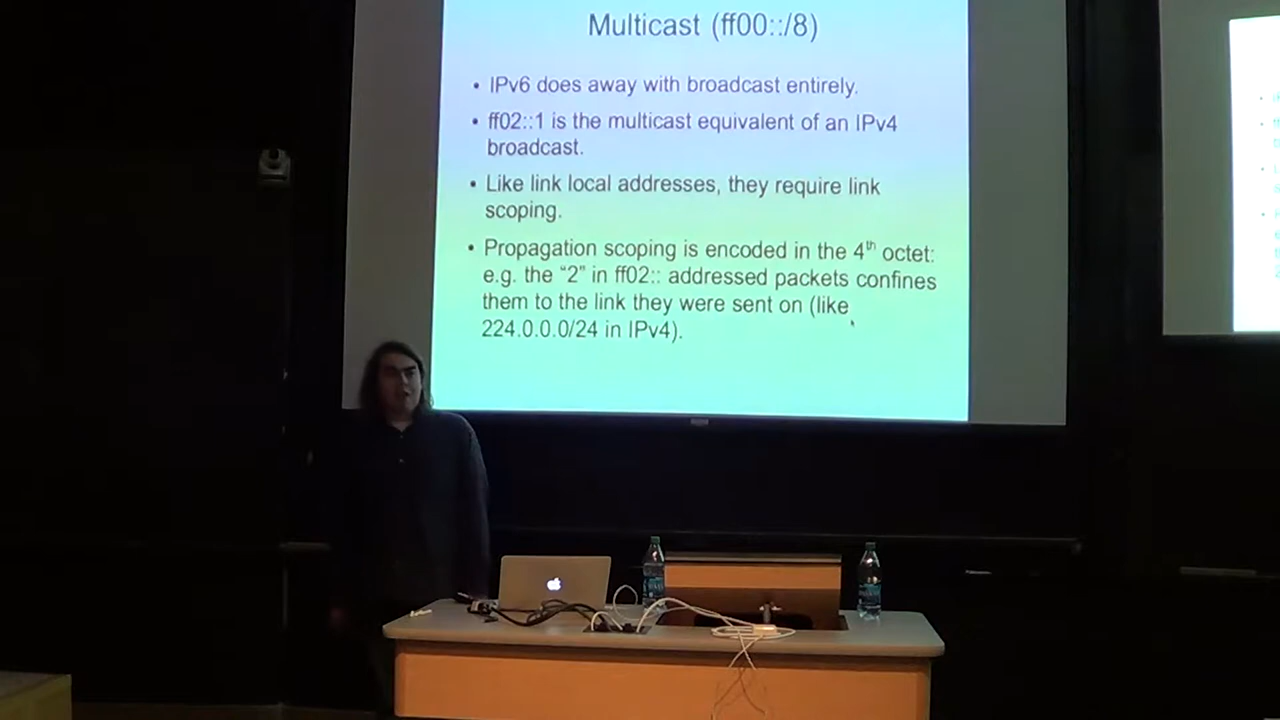 Multicast (ff00::/8)
• IPv6 does away with broadcast entirely.
• ff02::1 is the multicast equivalent of an IPv4
broadcast.
• Like link local addresses, they require link
scoping.
• Propagation scoping is encoded in the 4th octet:
e.g. the “2” in ff02:: addressed packets confines
them to the link they were sent on (like
224.0.0.0/24 in IPv4).